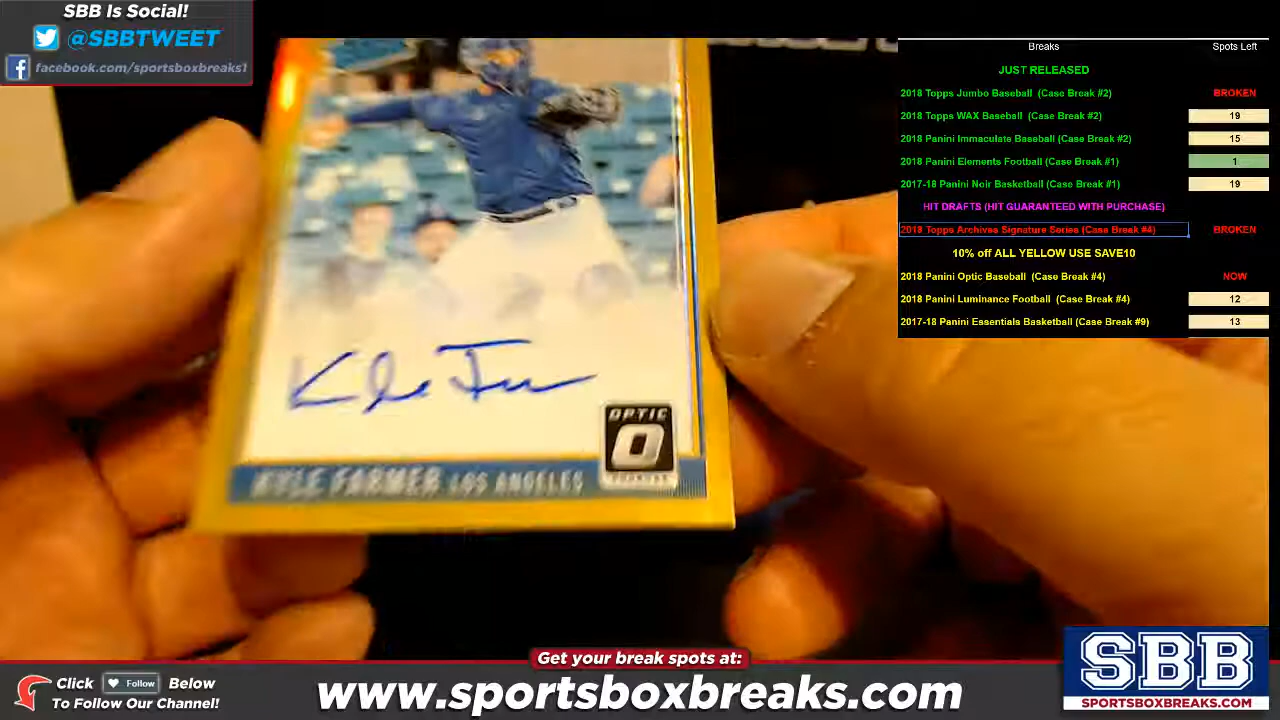 SBB Is Social!
@SBBTWEET
facebook.com/sportsboxbreaks1
Breaks Spots Left
JUST RELEASED
2018 Topps Jumbo Baseball (Case Break #2) BROKEN
2018 Topps WAX Baseball (Case Break #2) 19
2018 Panini Immaculate Baseball (Case Break #2) 15
2018 Panini Elements Football (Case Break #1) 1
2017-18 Panini Noir Basketball (Case Break #1) 19
HIT DRAFTS (HIT GUARANTEED WITH PURCHASE)
2018 Topps Archives Signature Series (Case Break #4) BROKEN
10% off ALL YELLOW USE SAVE10
2018 Panini Optic Baseball (Case Break #4) NOW
2018 Panini Luminance Football (Case Break #4) 12
2017-18 Panini Essentials Basketball (Case Break #9) 13
OPTIC
O
KYLE FARMER LOS ANGELES
Get your break spots at:
www.sportsboxbreaks.com
Click Follow Below
To Follow Our Channel!
SBB
SPORTSBOXBREAKS.COM